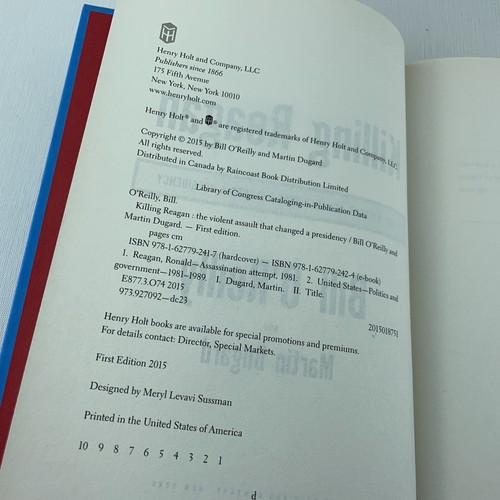 Henry Holt and Company, LLC
Publishers since 1866
175 Fifth Avenue
New York, New York 10010
www.henryholt.com
Henry Holt® and ® are registered trademarks of Henry Holt and Company, LLC.
Copyright © 2015 by Bill O'Reilly and Martin Dugard
All rights reserved.
Distributed in Canada by Raincoast Book Distribution Limited
Library of Congress Cataloging-in-Publication Data
O'Reilly, Bill.
Killing Reagan : the violent assault that changed a presidency / Bill O'Reilly and
Martin Dugard. — First edition.
pages cm
ISBN 978-1-62779-241-7 (hardcover) — ISBN 978-1-62779-242-4 (e-book)
1. Reagan, Ronald—Assassination attempt, 1981. 2. United States—Politics and
government—1981–1989. I. Dugard, Martin. II. Title.
E877.3.O74 2015
973.927092—dc23 2015018751
Henry Holt books are available for special promotions and premiums.
For details contact: Director, Special Markets.
First Edition 2015
Designed by Meryl Levavi Sussman
Printed in the United States of America
10 9 8 7 6 5 4 3 2 1